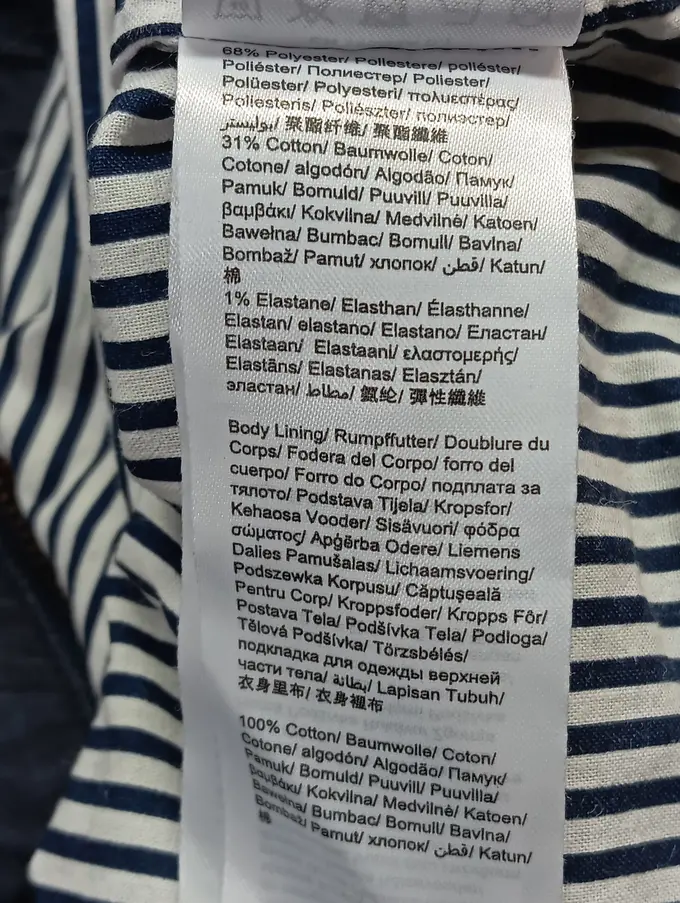 68% Polyester/ Poliestere/ poliéster/
Poliéster/ Полиестер/ Poliester/
Polüester/ Polyesteri/ πολυεστέρας/
Poliesteris/ Poliészter/ полиэстер/
بوليستر/ 聚酯纤维/ 聚酯纖維
31% Cotton/ Baumwolle/ Coton/
Cotone/ algodón/ Algodão/ Памук/
Pamuk/ Bomuld/ Puuvill/ Puuvilla/
βαμβάκι/ Kokvilna/ Medvilnė/ Katoen/
Bawełna/ Bumbac/ Bomull/ Bavlna/
Bombaž/ Pamut/ хлопок/ قطن/ Katun/
棉
1% Elastane/ Elasthan/ Élasthanne/
Elastan/ elastano/ Elastano/ Еластан/
Elastaan/ Elastaani/ ελαστομερής/
Elastāns/ Elastanas/ Elasztán/
эластан/ مطاط/ 氨纶/ 彈性纖維
Body Lining/ Rumpffutter/ Doublure du
Corps/ Fodera del Corpo/ forro del
cuerpo/ Forro do Corpo/ подплата за
тялото/ Podstava Tijela/ Kropsfor/
Kehaosa Vooder/ Sisävuori/ φόδρα
σώματος/ Apģērba Odere/ Liemens
Dalies Pamušalas/ Lichaamsvoering/
Podszewka Korpusu/ Căptușeală
Pentru Corp/ Kroppsfoder/ Kropps Fôr/
Postava Tela/ Podšívka Tela/ Podloga/
Tělová Podšívka/ Törzsbélés/
подкладка для одежды верхней
части тела/ بطانة/ Lapisan Tubuh/
衣身里布/ 衣身裡布
100% Cotton/ Baumwolle/ Coton/
Cotone/ algodón/ Algodão/ Памук/
Pamuk/ Bomuld/ Puuvill/ Puuvilla/
βαμβάκι/ Kokvilna/ Medvilnė/ Katoen/
Bawełna/ Bumbac/ Bomull/ Bavlna/
Bombaž/ Pamut/ хлопок/ قطن/ Katun/
棉